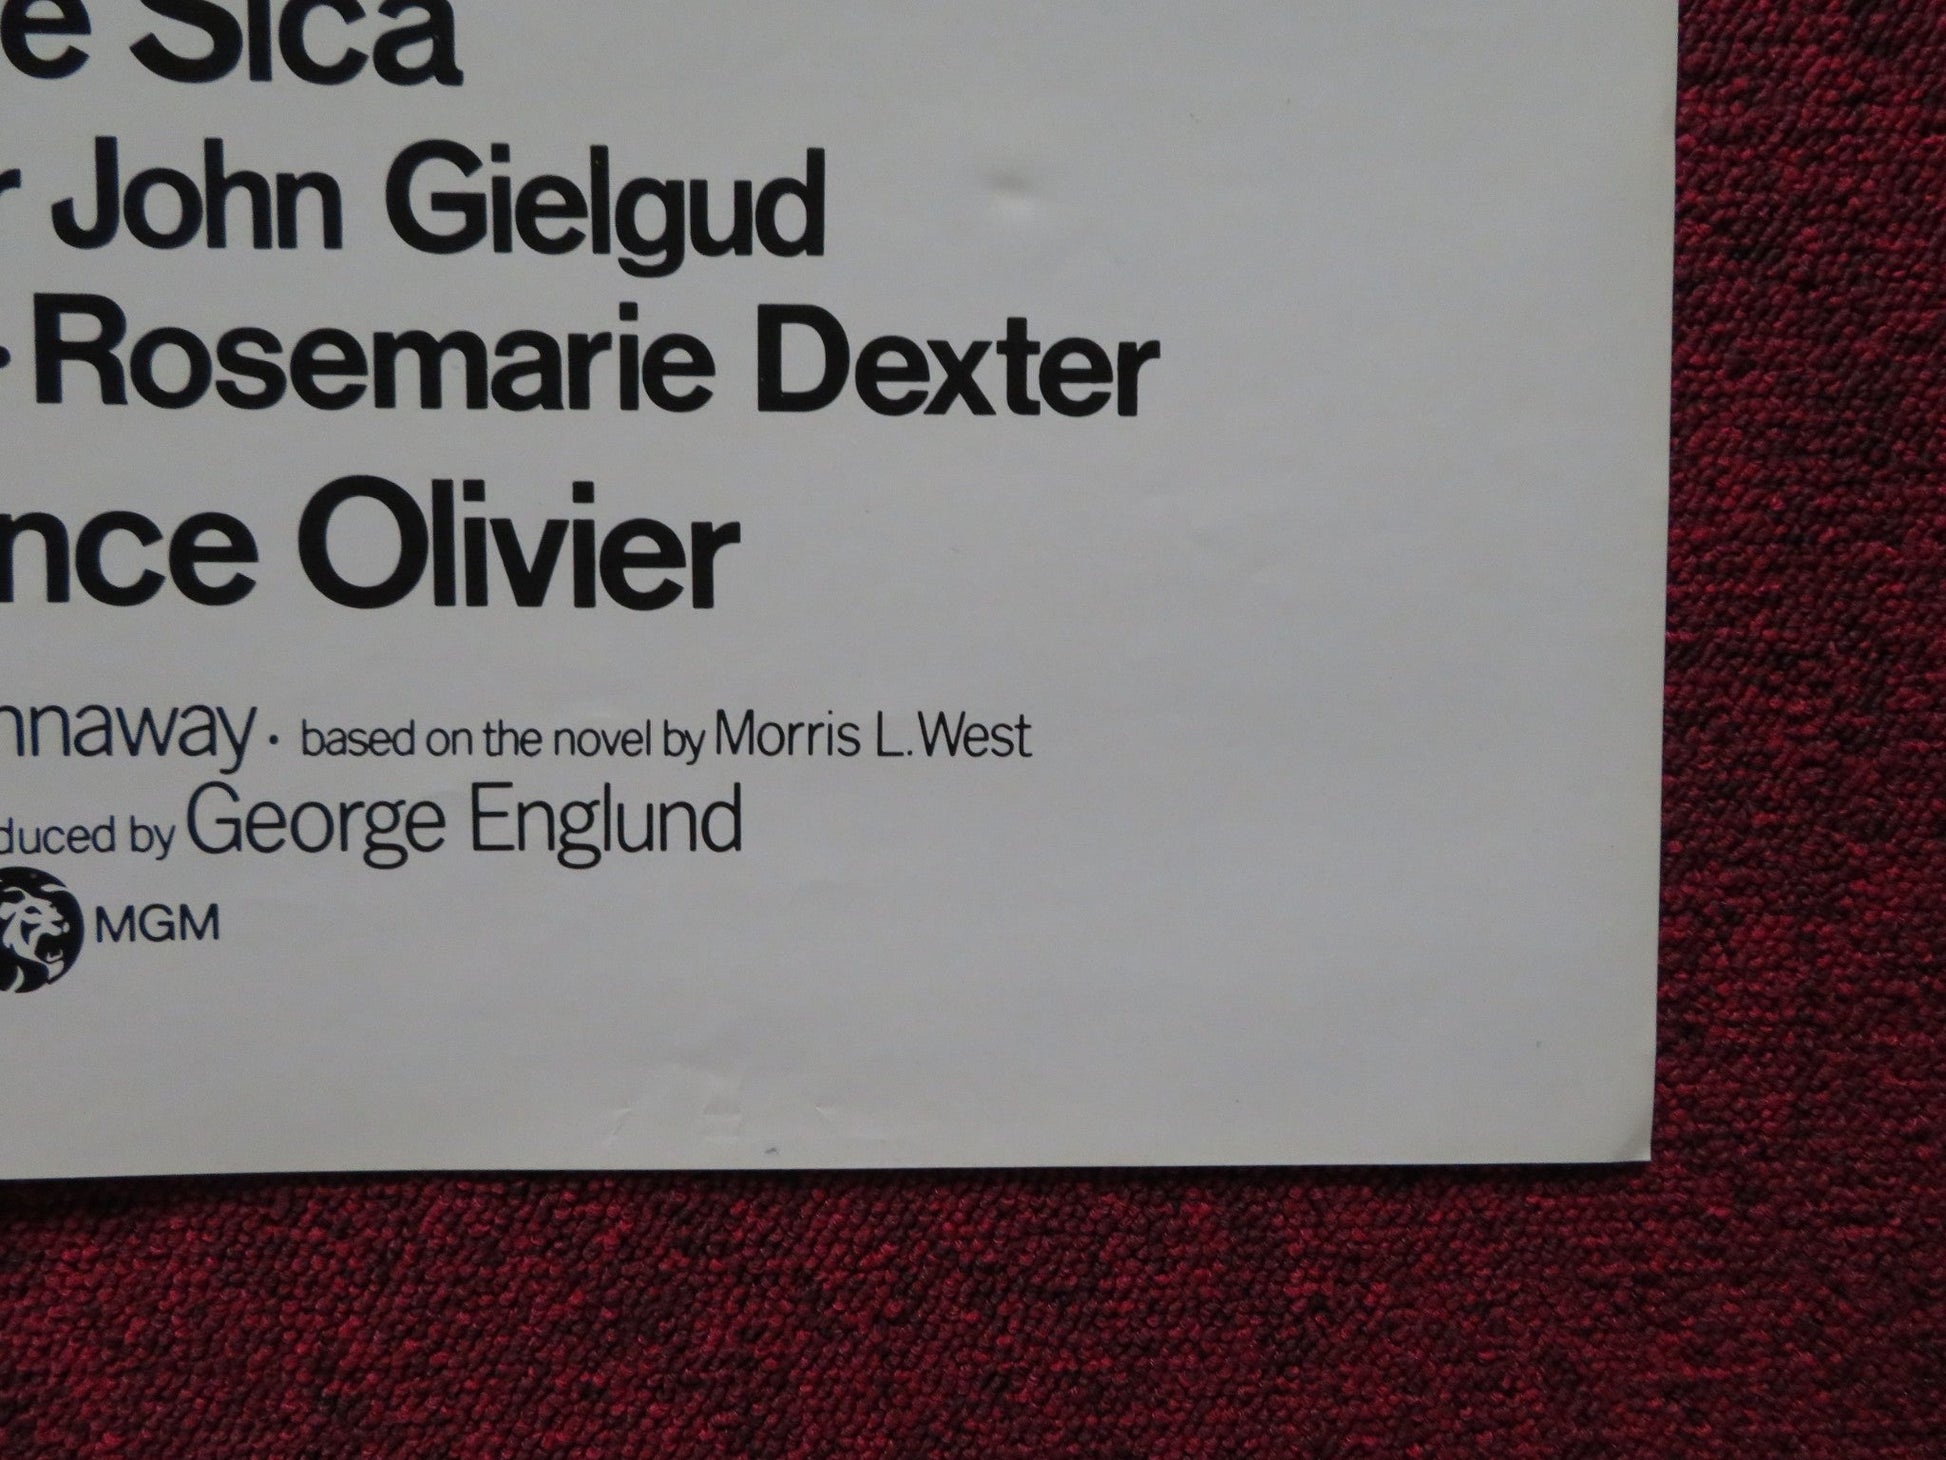 e Sica
r John Gielgud
· Rosemarie Dexter
nce Olivier
nnaway · based on the novel by Morris L. West
duced by George Englund
MGM